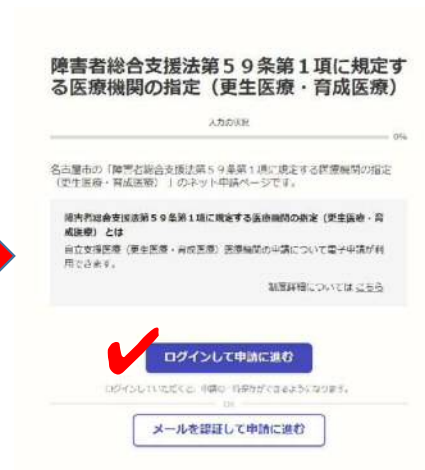 障害者総合支援法第５９条第１項に規定す
る医療機関の指定（更生医療・育成医療）
入力の状況
0%
名古屋市の「障害者総合支援法第５９条第１項に規定する医療機関の指定
（更生医療・育成医療）」のネット申請ページです。
障害者総合支援法第５９条第１項に規定する医療機関の指定（更生医療・育
成医療）とは
自立支援医療（更生医療・育成医療）医療機関の申請について電子申請が利
用できます。
制度詳細については こちら
ログインして申請に進む
ログインしていただくと、申請の一時保存ができるようになります。
OR
メールを認証して申請に進む